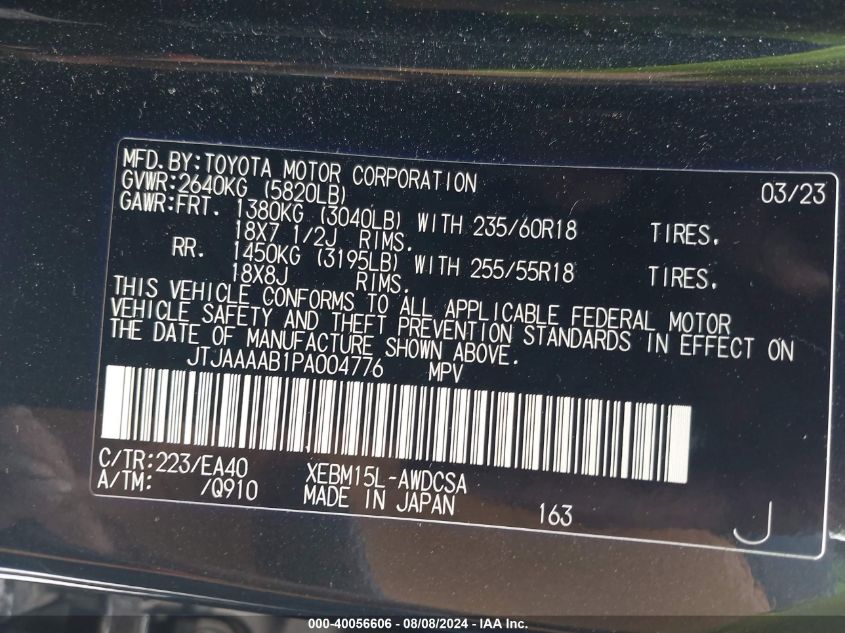 MFD.BY:TOYOTA MOTOR CORPORATION 03/23
GVWR:2640KG (5820LB)
GAWR:FRT. 1380KG (3040LB) WITH 235/60R18 TIRES.
18X7 1/2J RIMS.
RR. 1450KG (3195LB) WITH 255/55R18 TIRES.
18X8J RIMS.
THIS VEHICLE CONFORMS TO ALL APPLICABLE FEDERAL MOTOR
VEHICLE SAFETY AND THEFT PREVENTION STANDARDS IN EFFECT ON
THE DATE OF MANUFACTURE SHOWN ABOVE.
JTJAAAAB1PA004776 MPV
C/TR:223/EA40 XEBM15L-AWDCSA
A/TM: /Q910 MADE IN JAPAN 163 J
000-40056606 - 08/08/2024 - IAA Inc.